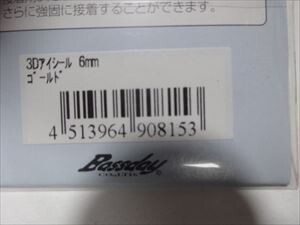 さらに強固に接着することができます。
3Dアイシール 6mm
ゴールド
4 513964 908153
Bassday